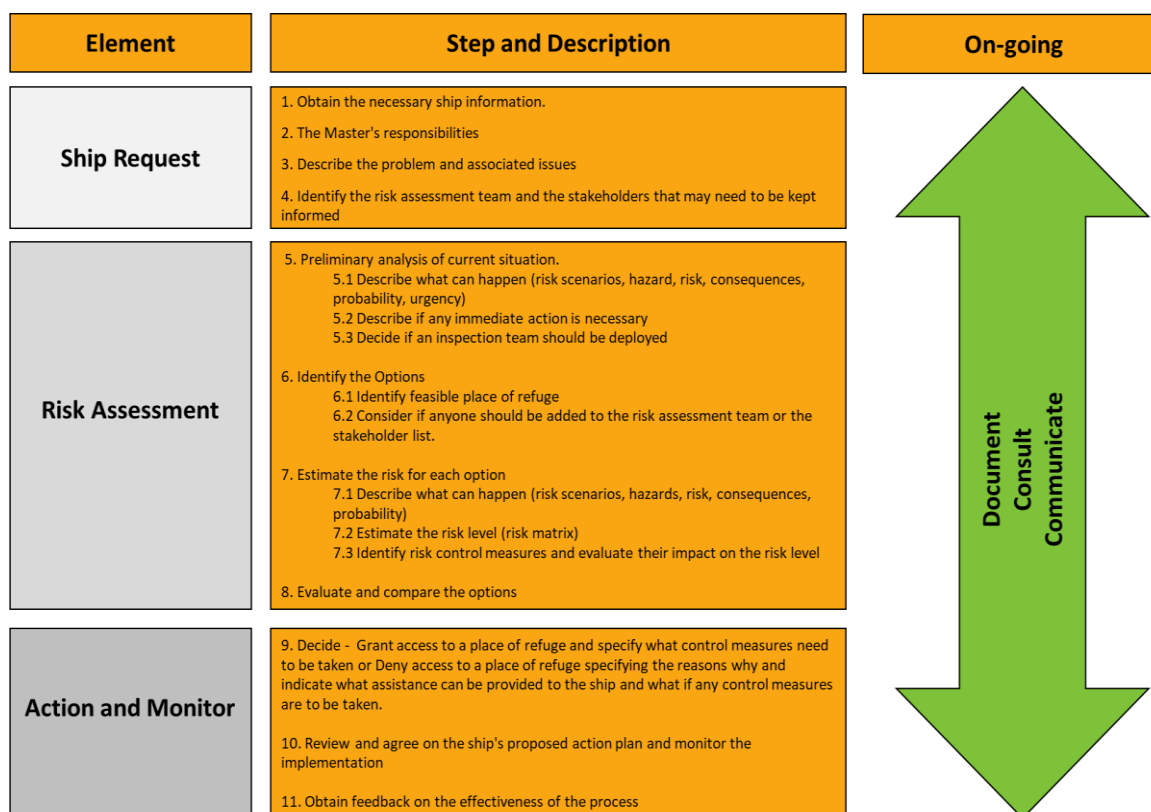 Element
Step and Description
On-going
Ship Request
1. Obtain the necessary ship information.
2. The Master's responsibilities
3. Describe the problem and associated issues
4. Identify the risk assessment team and the stakeholders that may need to be kept
informed
Risk Assessment
5. Preliminary analysis of current situation.
5.1 Describe what can happen (risk scenarios, hazard, risk, consequences,
probability, urgency)
5.2 Describe if any immediate action is necessary
5.3 Decide if an inspection team should be deployed
6. Identify the Options
6.1 Identify feasible place of refuge
6.2 Consider if anyone should be added to the risk assessment team or the
stakeholder list.
7. Estimate the risk for each option
7.1 Describe what can happen (risk scenarios, hazards, risk, consequences,
probability)
7.2 Estimate the risk level (risk matrix)
7.3 Identify risk control measures and evaluate their impact on the risk level
8. Evaluate and compare the options
Action and Monitor
9. Decide - Grant access to a place of refuge and specify what control measures need
to be taken or Deny access to a place of refuge specifying the reasons why and
indicate what assistance can be provided to the ship and what if any control measures
are to be taken.
10. Review and agree on the ship's proposed action plan and monitor the
implementation
11. Obtain feedback on the effectiveness of the process
Document
Consult
Communicate